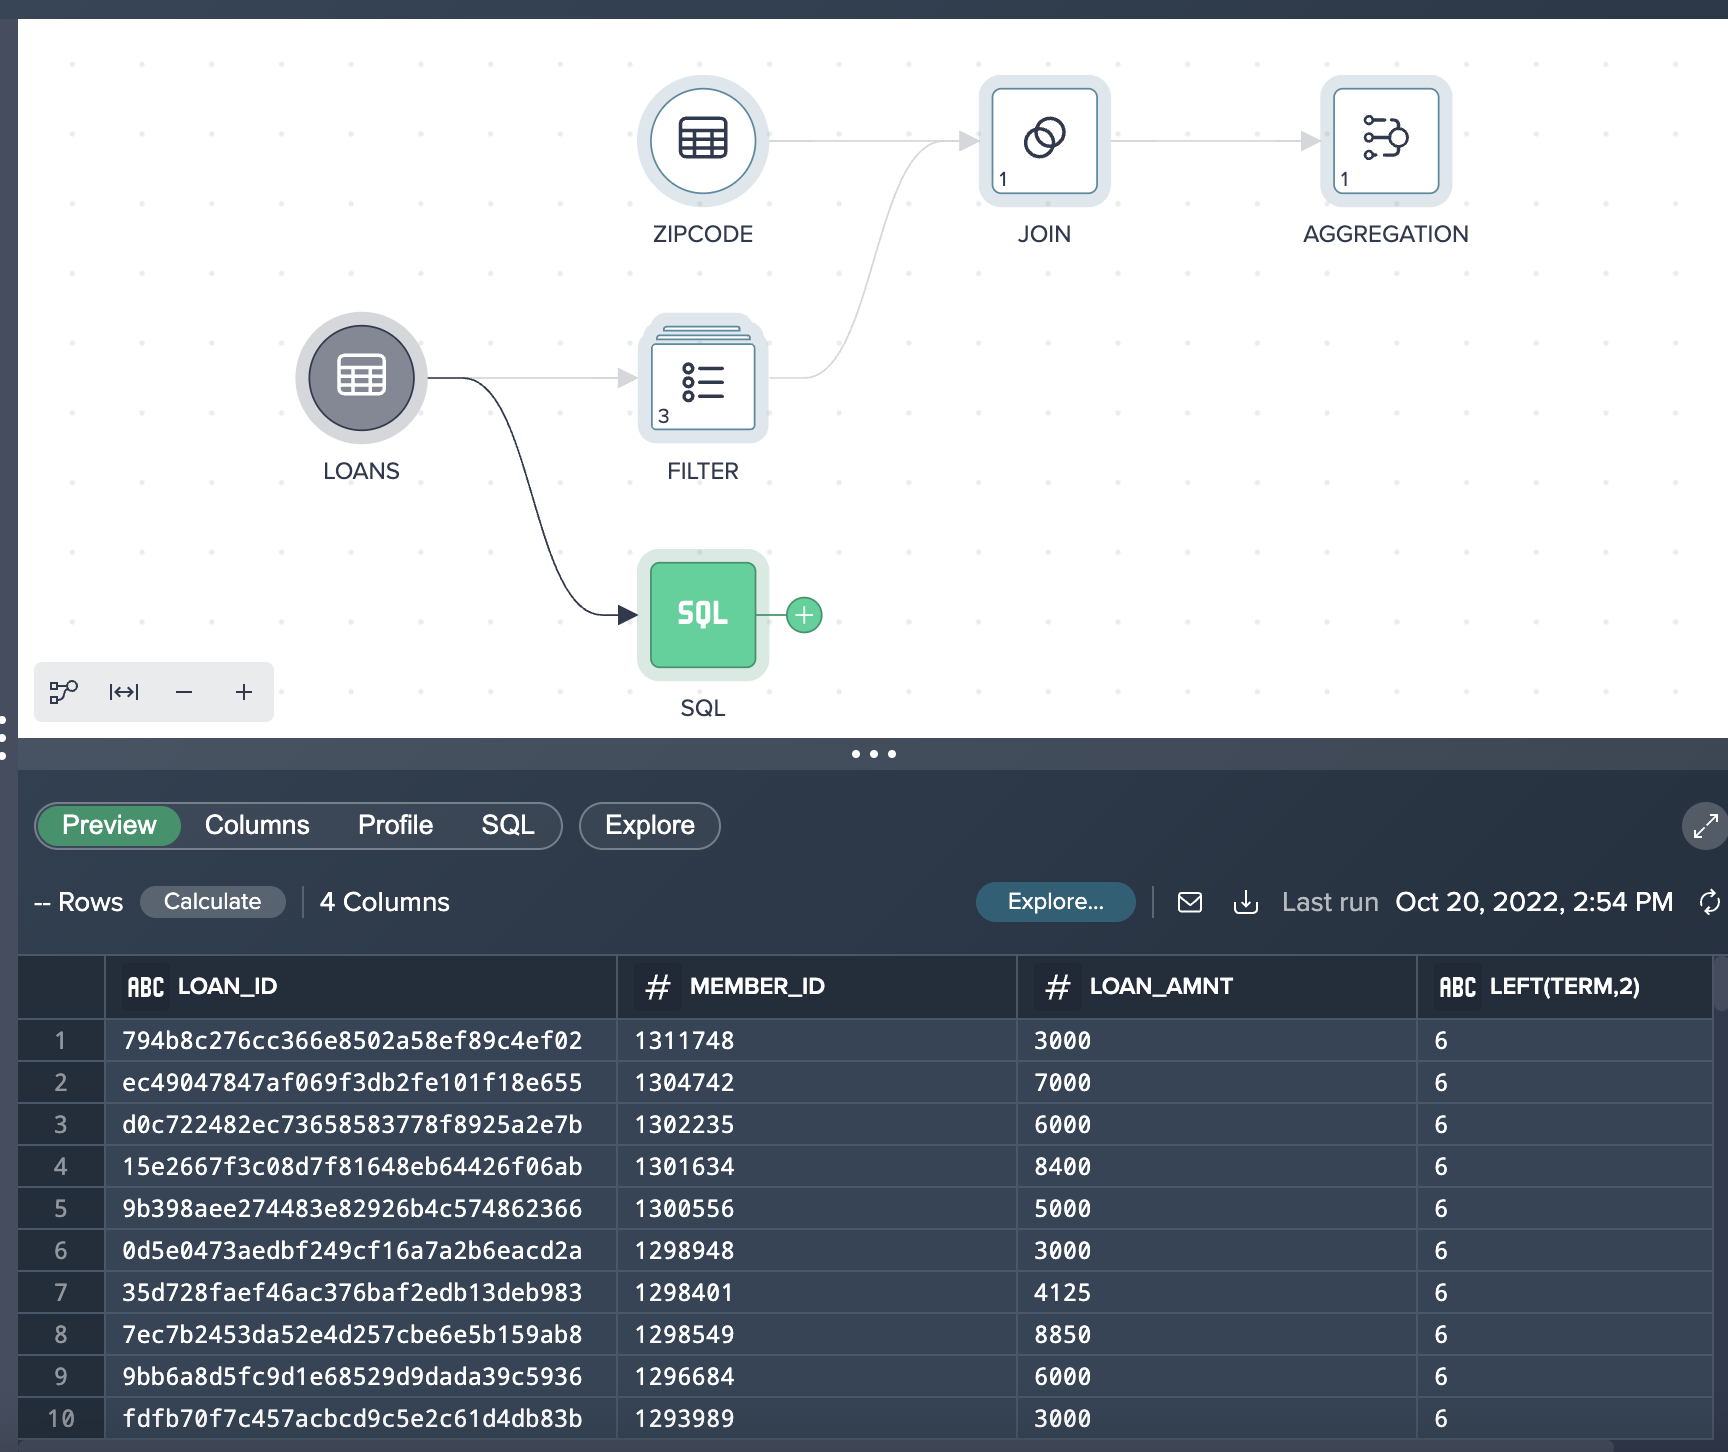 ZIPCODE
1
JOIN
1
AGGREGATION
LOANS
3
FILTER
SQL
SQL
Preview Columns Profile SQL Explore
-- Rows Calculate 4 Columns Explore... Last run Oct 20, 2022, 2:54 PM
ABC LOAN_ID # MEMBER_ID # LOAN_AMNT ABC LEFT(TERM,2)
1 794b8c276cc366e8502a58ef89c4ef02 1311748 3000 6
2 ec49047847af069f3db2fe101f18e655 1304742 7000 6
3 d0c722482ec73658583778f8925a2e7b 1302235 6000 6
4 15e2667f3c08d7f81648eb64426f06ab 1301634 8400 6
5 9b398aee274483e82926b4c574862366 1300556 5000 6
6 0d5e0473aedbf249cf16a7a2b6eacd2a 1298948 3000 6
7 35d728faef46ac376baf2edb13deb983 1298401 4125 6
8 7ec7b2453da52e4d257cbe6e5b159ab8 1298549 8850 6
9 9bb6a8d5fc9d1e68529d9dada39c5936 1296684 6000 6
10 fdfb70f7c457acbcd9c5e2c61d4db83b 1293989 3000 6